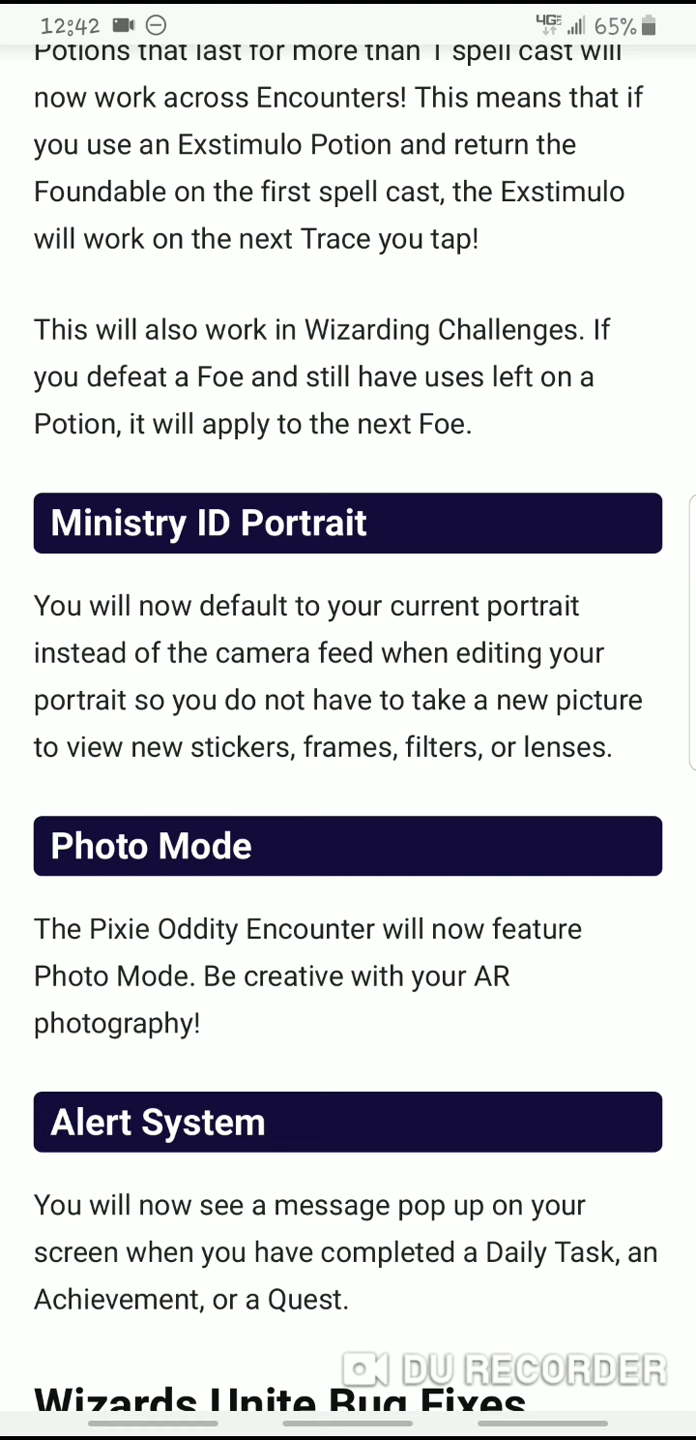 12:42
4GE 65%
Potions that last for more than 1 spell cast will
now work across Encounters! This means that if
you use an Exstimulo Potion and return the
Foundable on the first spell cast, the Exstimulo
will work on the next Trace you tap!
This will also work in Wizarding Challenges. If
you defeat a Foe and still have uses left on a
Potion, it will apply to the next Foe.
Ministry ID Portrait
You will now default to your current portrait
instead of the camera feed when editing your
portrait so you do not have to take a new picture
to view new stickers, frames, filters, or lenses.
Photo Mode
The Pixie Oddity Encounter will now feature
Photo Mode. Be creative with your AR
photography!
Alert System
You will now see a message pop up on your
screen when you have completed a Daily Task, an
Achievement, or a Quest.
DU RECORDER
Wizards Unite Bug Fixes